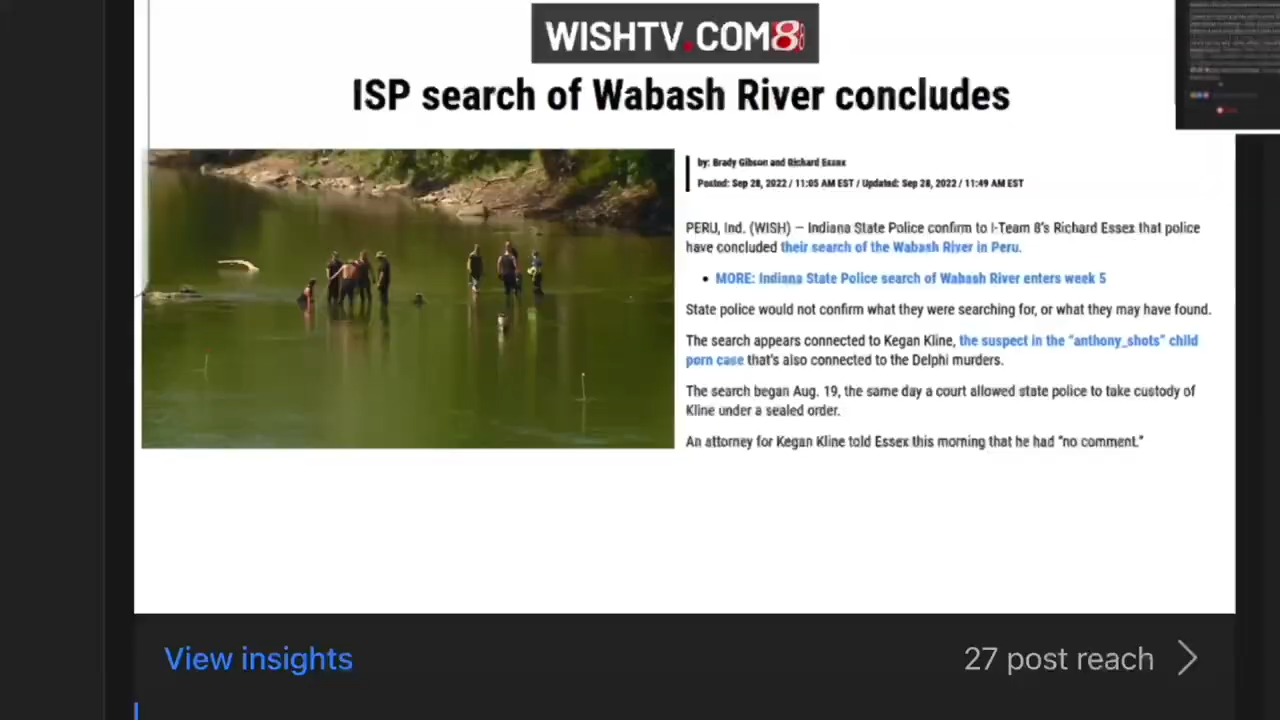 WISHTV.COM8
ISP search of Wabash River concludes
by: Brady Gibson and Richard Essex
Posted: Sep 28, 2022 / 11:05 AM EST / Updated: Sep 28, 2022 / 11:49 AM EST
PERU, Ind. (WISH) — Indiana State Police confirm to I-Team 8's Richard Essex that police
have concluded their search of the Wabash River in Peru.
• MORE: Indiana State Police search of Wabash River enters week 5
State police would not confirm what they were searching for, or what they may have found.
The search appears connected to Kegan Kline, the suspect in the “anthony_shots” child
porn case that's also connected to the Delphi murders.
The search began Aug. 19, the same day a court allowed state police to take custody of
Kline under a sealed order.
An attorney for Kegan Kline told Essex this morning that he had “no comment.”
View insights
27 post reach